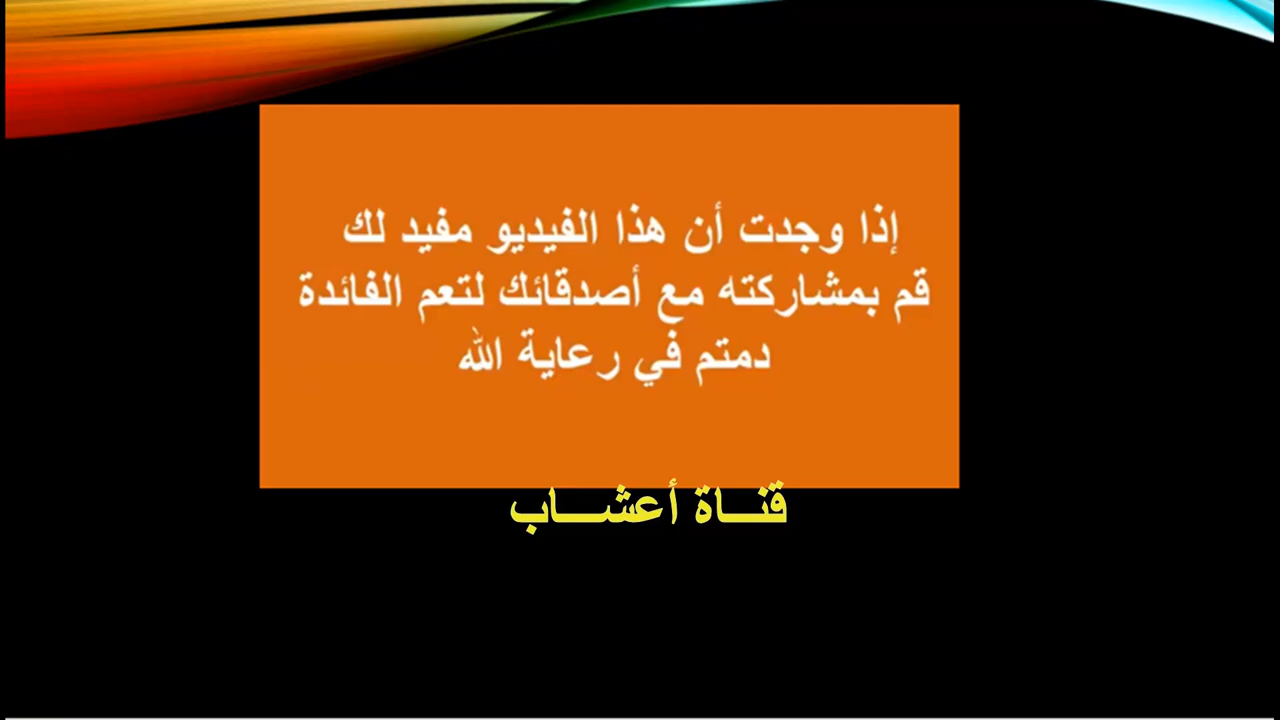 إذا وجدت أن هذا الفيديو مفيد لك
قم بمشاركته مع أصدقائك لتعم الفائدة
دمتم في رعاية الله
قنـــاة أعشـــاب